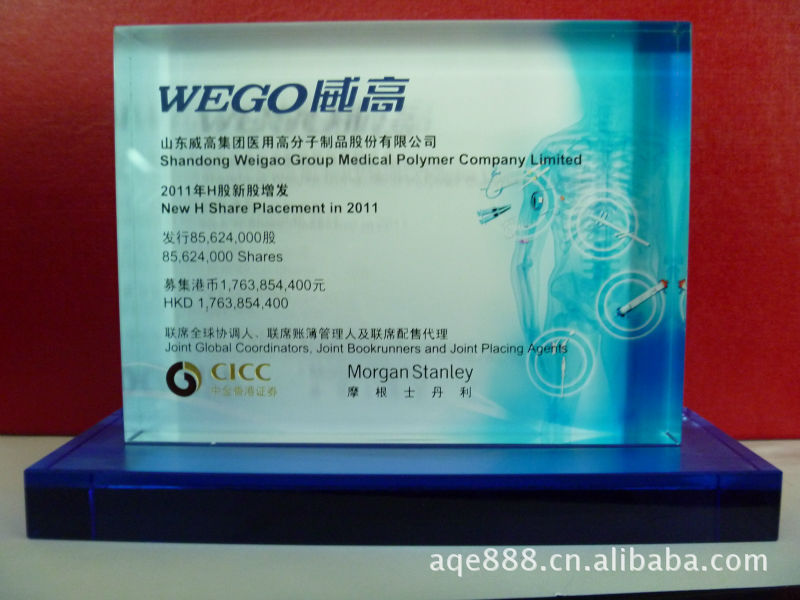 WEGO威高
山东威高集团医用高分子制品股份有限公司
Shandong Weigao Group Medical Polymer Company Limited
2011年H股新股增发
New H Share Placement in 2011
发行85,624,000股
85,624,000 Shares
募集港币1,763,854,400元
HKD 1,763,854,400
联席全球协调人、联席账簿管理人及联席配售代理
Joint Global Coordinators, Joint Bookrunners and Joint Placing Agents
CICC
中金香港证券
Morgan Stanley
摩根士丹利
aqe888.cn.alibaba.com